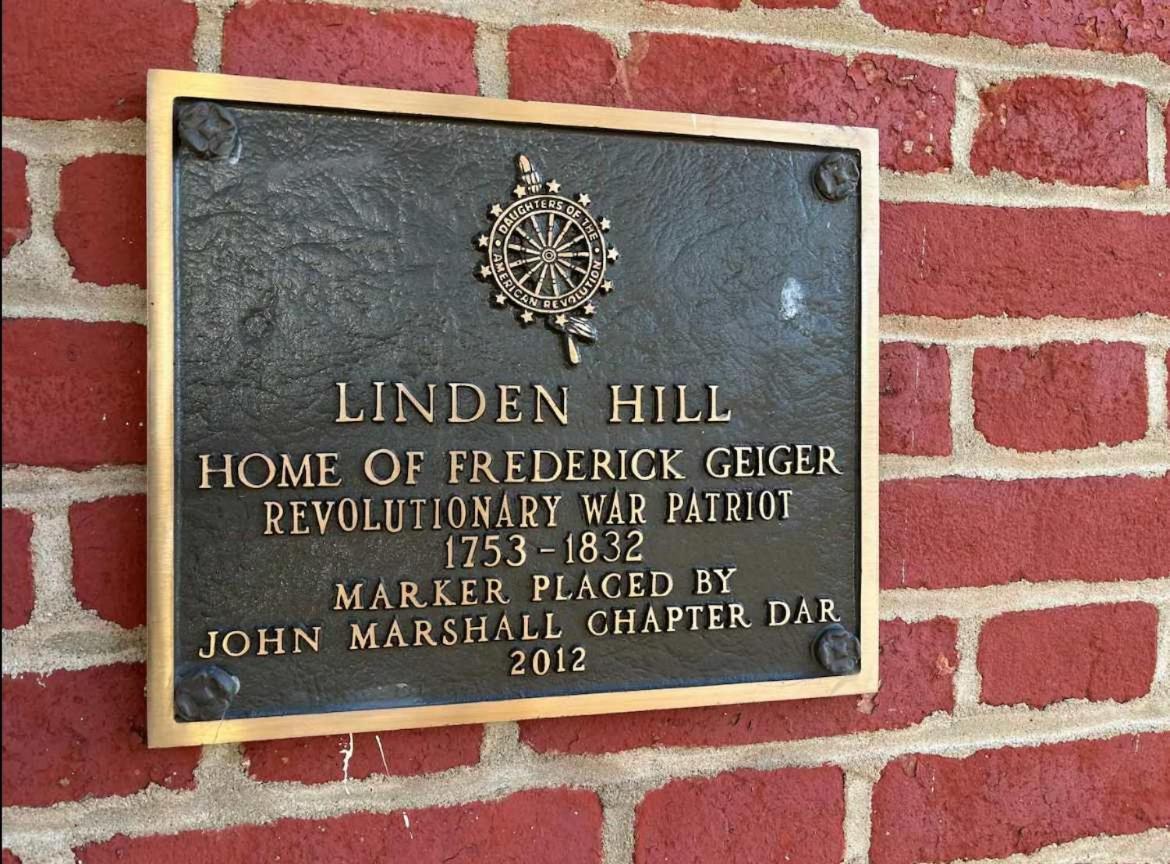 DAUGHTERS OF THE
AMERICAN REVOLUTION
LINDEN HILL
HOME OF FREDERICK GEIGER
REVOLUTIONARY WAR PATRIOT
1753-1832
MARKER PLACED BY
JOHN MARSHALL CHAPTER DAR
2012